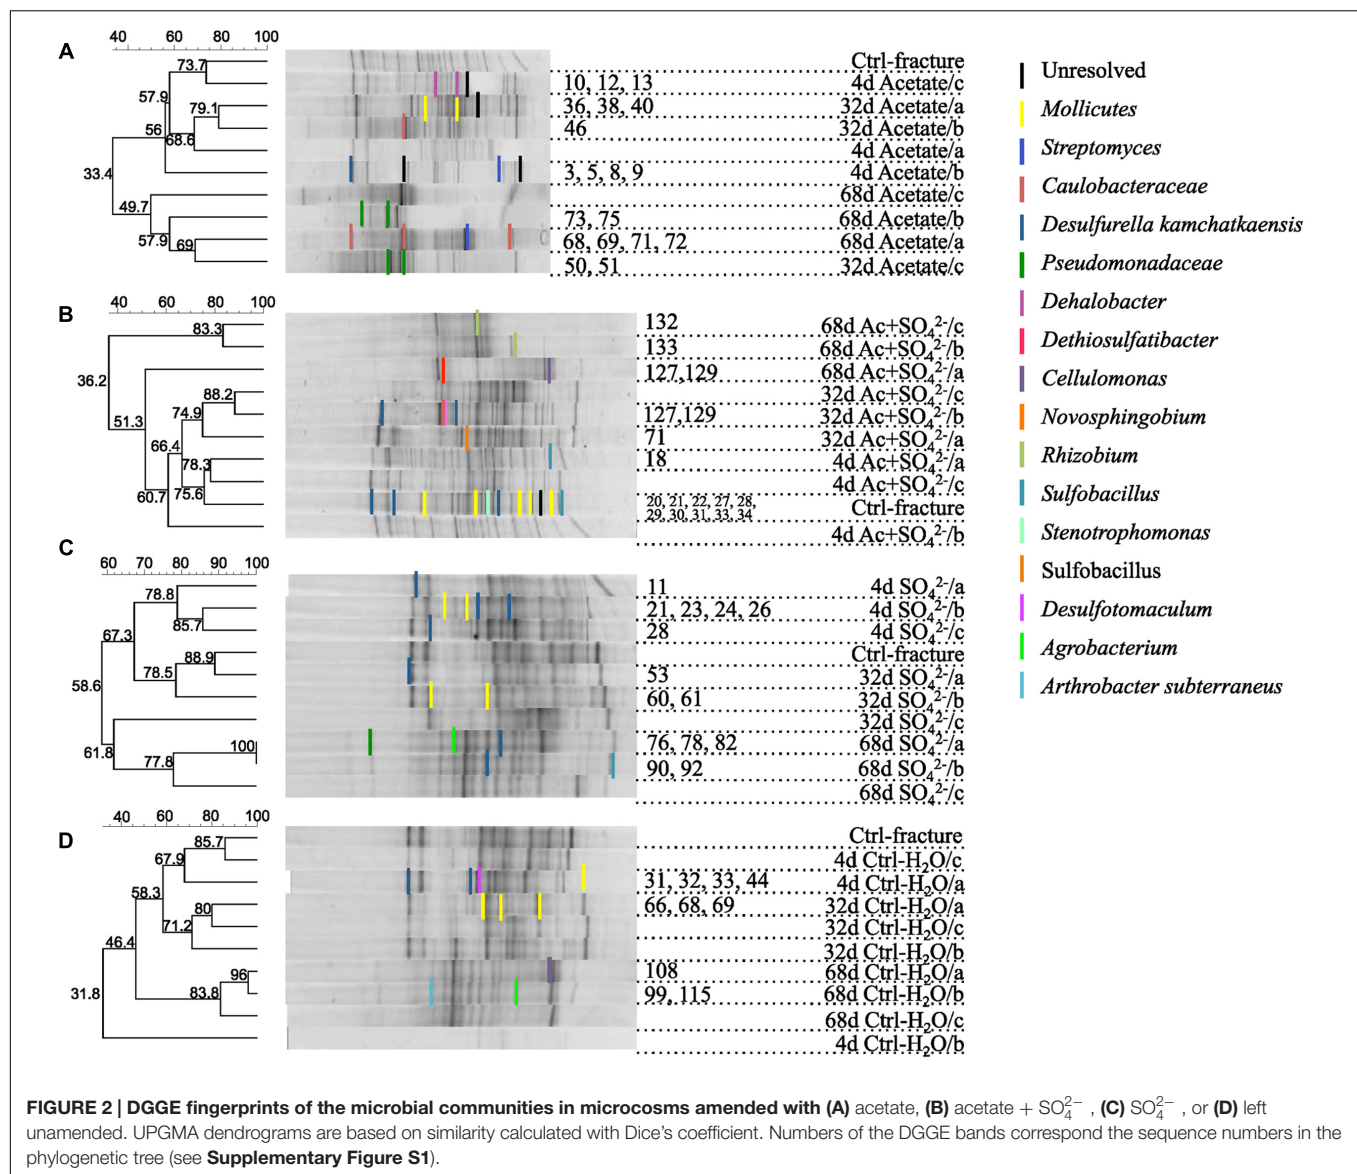 A
40 60 80 100
73.7
57.9
79.1
56
68.6
33.4
49.7
57.9
69
Ctrl-fracture
10, 12, 13 4d Acetate/c
36, 38, 40 32d Acetate/a
46 32d Acetate/b
4d Acetate/a
3, 5, 8, 9 4d Acetate/b
68d Acetate/c
73, 75 68d Acetate/b
68, 69, 71, 72 68d Acetate/a
50, 51 32d Acetate/c
B
40 60 80 100
83.3
36.2
88.2
51.3
74.9
66.4
78.3
60.7
75.6
132 68d Ac+SO₄²⁻/c
133 68d Ac+SO₄²⁻/b
127,129 68d Ac+SO₄²⁻/a
32d Ac+SO₄²⁻/c
127,129 32d Ac+SO₄²⁻/b
71 32d Ac+SO₄²⁻/a
18 4d Ac+SO₄²⁻/a
4d Ac+SO₄²⁻/c
20, 21, 22, 27, 28,
29, 30, 31, 33, 34 Ctrl-fracture
4d Ac+SO₄²⁻/b
C
60 70 80 90 100
78.8
85.7
67.3
88.9
78.5
58.6
100
61.8
77.8
11 4d SO₄²⁻/a
21, 23, 24, 26 4d SO₄²⁻/b
28 4d SO₄²⁻/c
Ctrl-fracture
53 32d SO₄²⁻/a
60, 61 32d SO₄²⁻/b
32d SO₄²⁻/c
76, 78, 82 68d SO₄²⁻/a
90, 92 68d SO₄²⁻/b
68d SO₄²⁻/c
D
40 60 80 100
85.7
67.9
58.3
80
71.2
46.4
96
83.8
31.8
Ctrl-fracture
4d Ctrl-H₂O/c
31, 32, 33, 44 4d Ctrl-H₂O/a
66, 68, 69 32d Ctrl-H₂O/a
32d Ctrl-H₂O/c
32d Ctrl-H₂O/b
108 68d Ctrl-H₂O/a
99, 115 68d Ctrl-H₂O/b
68d Ctrl-H₂O/c
4d Ctrl-H₂O/b
Unresolved
Mollicutes
Streptomyces
Caulobacteraceae
Desulfurella kamchatkaensis
Pseudomonadaceae
Dehalobacter
Dethiosulfatibacter
Cellulomonas
Novosphingobium
Rhizobium
Sulfobacillus
Stenotrophomonas
Sulfobacillus
Desulfotomaculum
Agrobacterium
Arthrobacter subterraneus
FIGURE 2 | DGGE fingerprints of the microbial communities in microcosms amended with (A) acetate, (B) acetate + SO₄²⁻ , (C) SO₄²⁻ , or (D) left
unamended. UPGMA dendrograms are based on similarity calculated with Dice's coefficient. Numbers of the DGGE bands correspond the sequence numbers in the
phylogenetic tree (see Supplementary Figure S1).